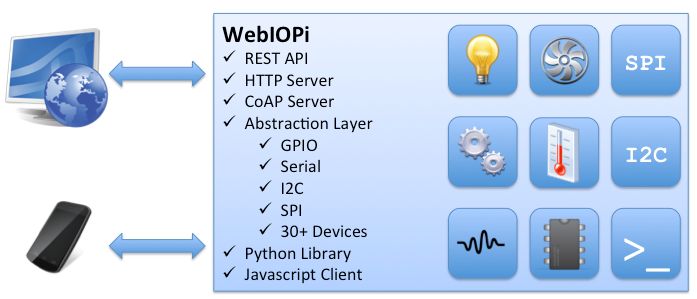 WebIOPi
✓ REST API
✓ HTTP Server
✓ CoAP Server
✓ Abstraction Layer
✓ GPIO
✓ Serial
✓ I2C
✓ SPI
✓ 30+ Devices
✓ Python Library
✓ Javascript Client
SPI
I2C
>_